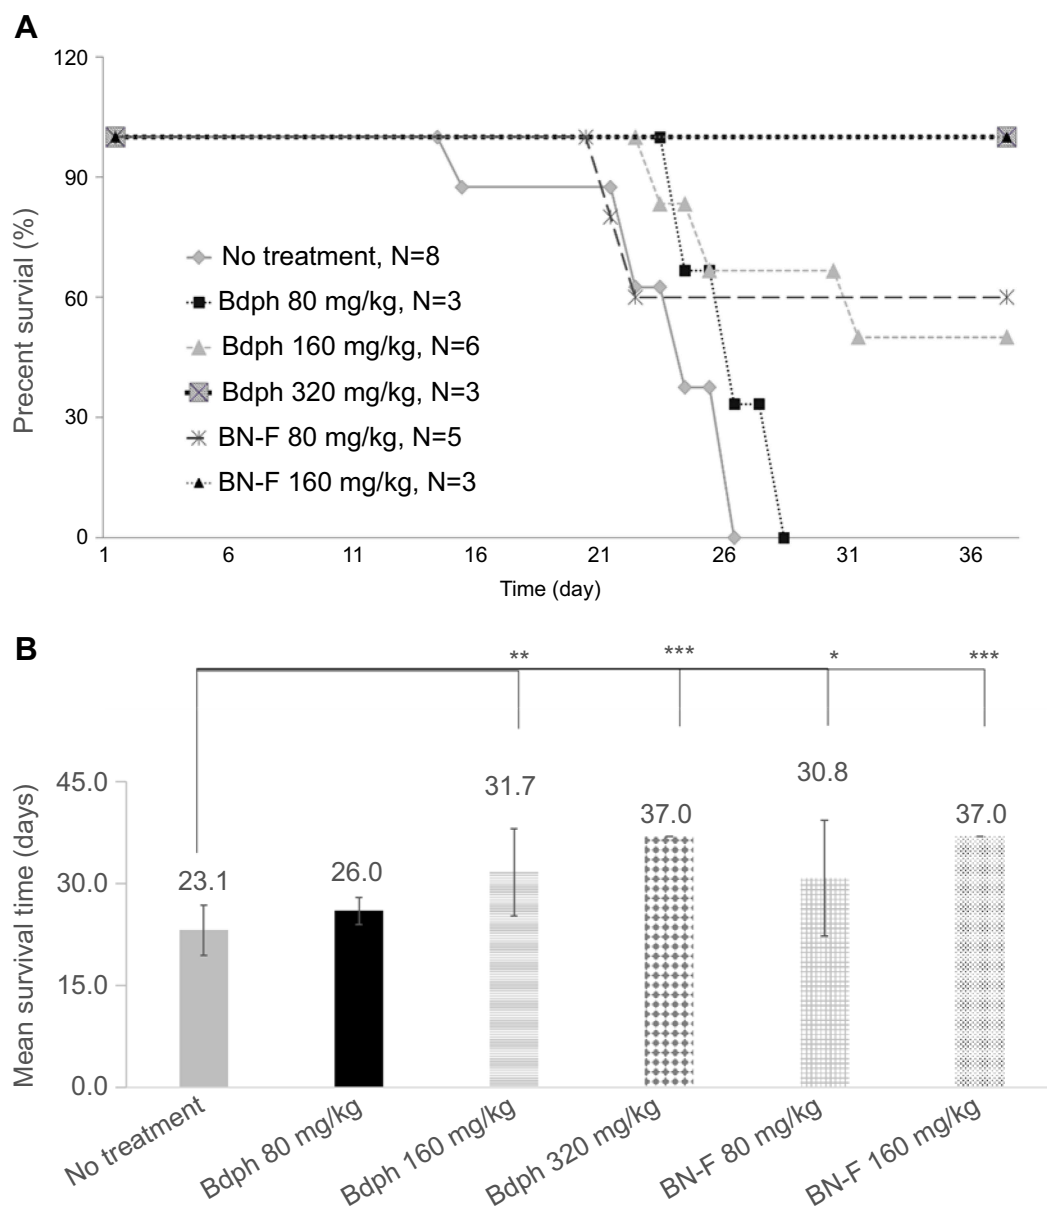 A
120
90
60
30
0
Precent survial (%)
No treatment, N=8
Bdph 80 mg/kg, N=3
Bdph 160 mg/kg, N=6
Bdph 320 mg/kg, N=3
BN-F 80 mg/kg, N=5
BN-F 160 mg/kg, N=3
1 6 11 16 21 26 31 36
Time (day)
B
** *** * ***
45.0
30.0
15.0
0.0
Mean survival time (days)
23.1 26.0 31.7 37.0 30.8 37.0
No treatment
Bdph 80 mg/kg
Bdph 160 mg/kg
Bdph 320 mg/kg
BN-F 80 mg/kg
BN-F 160 mg/kg